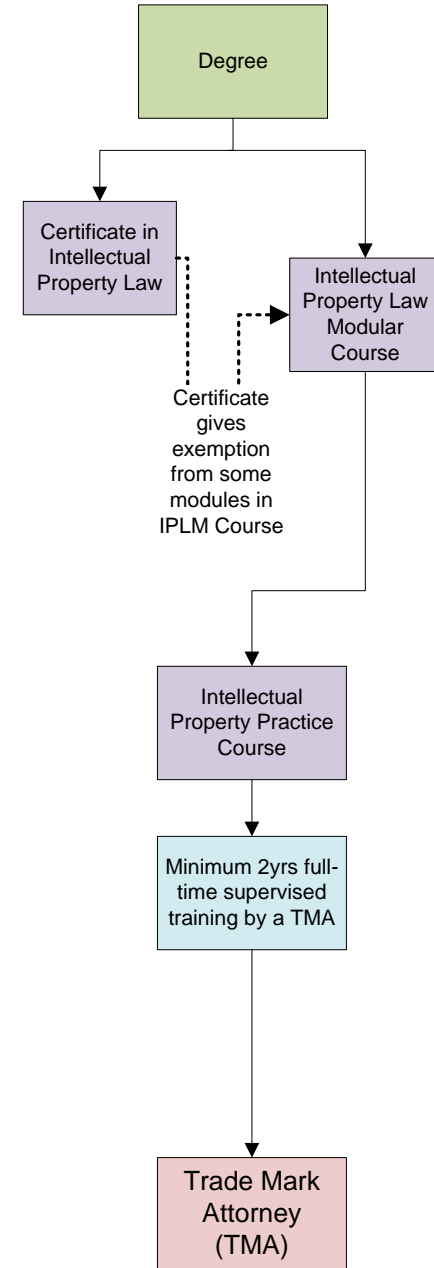 Degree
Certificate in
Intellectual
Property Law
Intellectual
Property Law
Modular
Course
Certificate
gives
exemption
from some
modules in
IPLM Course
Intellectual
Property Practice
Course
Minimum 2yrs full-
time supervised
training by a TMA
Trade Mark
Attorney
(TMA)